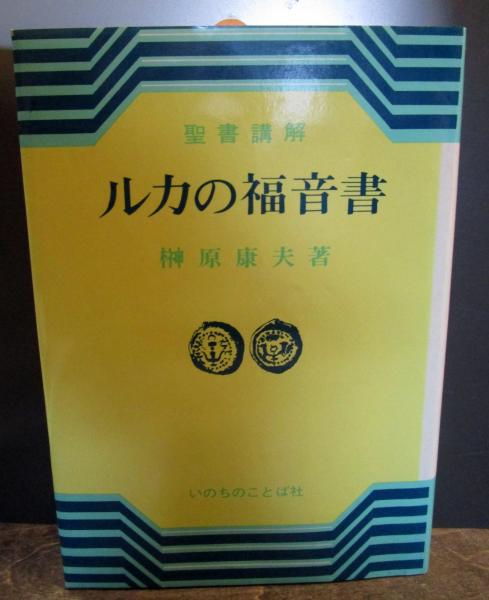 聖書講解
ルカの福音書
榊原康夫著
いのちのことば社